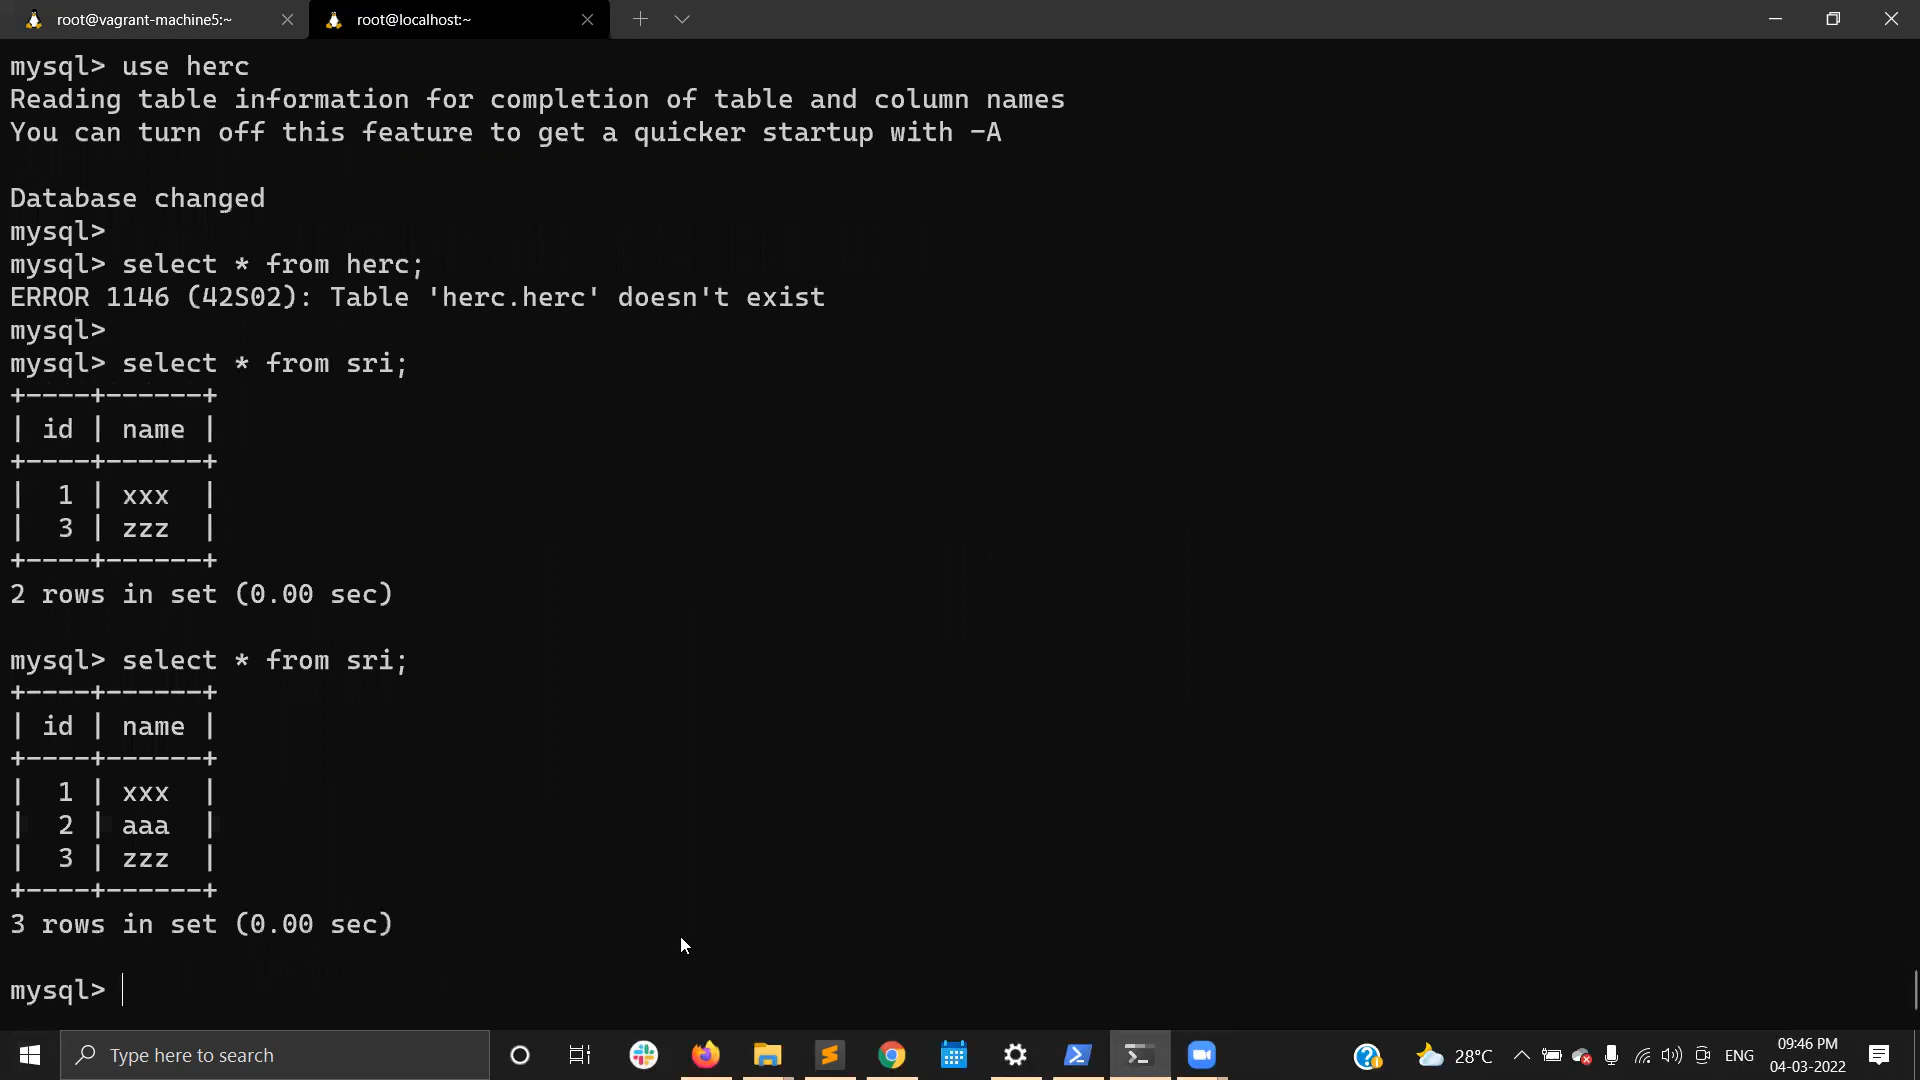 root@vagrant-machine5:~
root@localhost:~
mysql> use herc
Reading table information for completion of table and column names
You can turn off this feature to get a quicker startup with -A
Database changed
mysql>
mysql> select * from herc;
ERROR 1146 (42S02): Table 'herc.herc' doesn't exist
mysql>
mysql> select * from sri;
+----+------+
| id | name |
+----+------+
|  1 | xxx  |
|  3 | zzz  |
+----+------+
2 rows in set (0.00 sec)
mysql> select * from sri;
+----+------+
| id | name |
+----+------+
|  1 | xxx  |
|  2 | aaa  |
|  3 | zzz  |
+----+------+
3 rows in set (0.00 sec)
mysql>
Type here to search
28°C
ENG
09:46 PM
04-03-2022